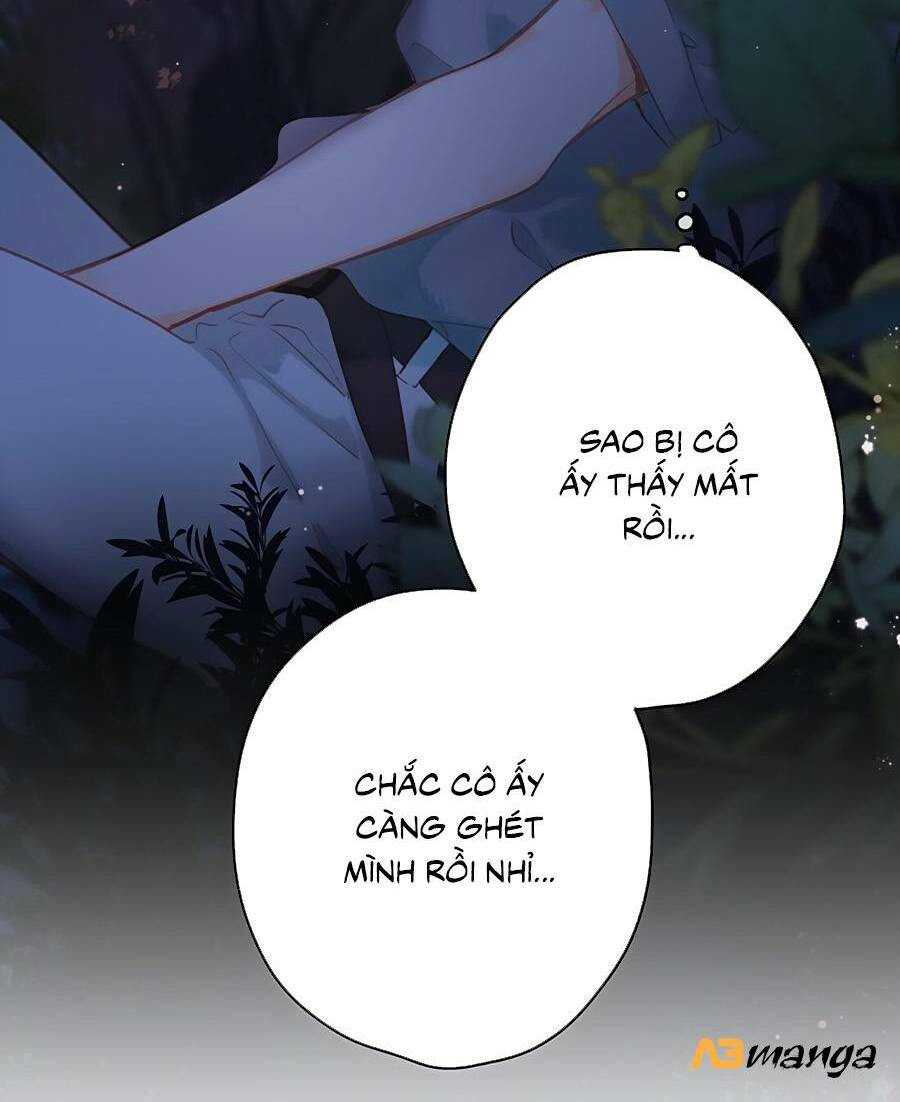 SAO BỊ CÔ
ẤY THẤY MẤT
RỒI...
CHẮC CÔ ẤY
CÀNG GHÉT
MÌNH RỒI NHỈ...
A3manga